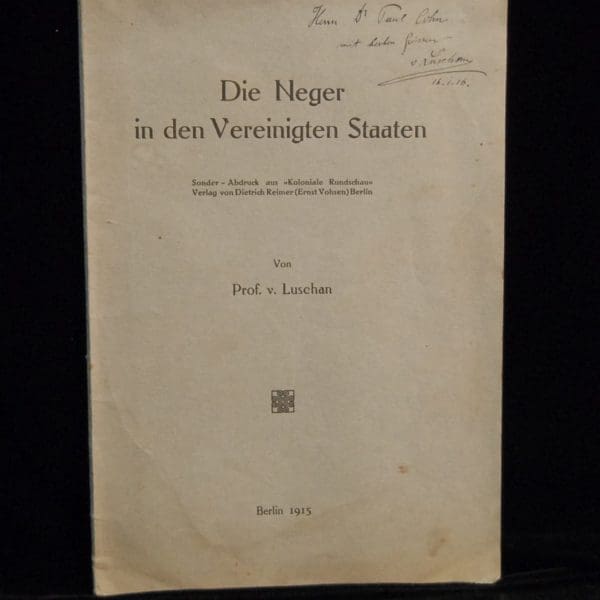 Herrn Dr Paul Cohn
mit besten Grüssen
v. Luschan
16.1.16.
Die Neger
in den Vereinigten Staaten
Sonder-Abdruck aus »Koloniale Rundschau«
Verlag von Dietrich Reimer (Ernst Vohsen) Berlin
Von
Prof. v. Luschan
Berlin 1915